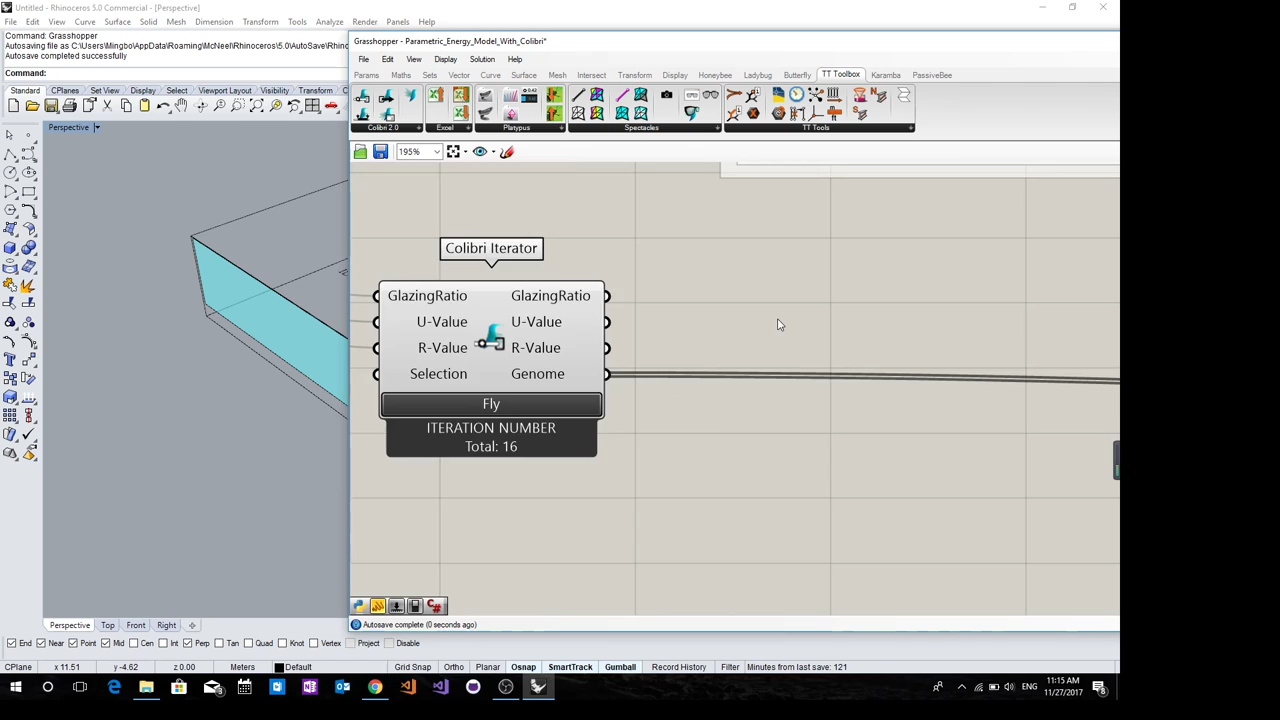 Untitled - Rhinoceros 5.0 Commercial - [Perspective]
File Edit View Curve Surface Solid Mesh Dimension Transform Tools Analyze Render Panels Help
Command: Grasshopper
Autosaving file as C:\Users\Mingbo\AppData\Roaming\McNeel\Rhinoceros\5.0\AutoSave\Rhino
Autosave completed successfully
Command:
Standard CPlanes Set View Display Select Viewport Layout Visibility Transform
Perspective
Grasshopper - Parametric_Energy_Model_With_Colibri*
File Edit View Display Solution Help
Params Maths Sets Vector Curve Surface Mesh Intersect Transform Display Honeybee Ladybug Butterfly TT Toolbox Karamba PassiveBee
Colibri 2.0 Excel Platypus Spectacles TT Tools
195%
Colibri Iterator
GlazingRatio GlazingRatio
U-Value U-Value
R-Value R-Value
Selection Genome
Fly
ITERATION NUMBER
Total: 16
Autosave complete (0 seconds ago)
Perspective Top Front Right
End Near Point Mid Cen Int Perp Tan Quad Knot Vertex Project Disable
CPlane x 11.51 y -4.62 z 0.00 Meters Default Grid Snap Ortho Planar Osnap SmartTrack Gumball Record History Filter Minutes from last save: 121
ENG
11:15 AM
11/27/2017